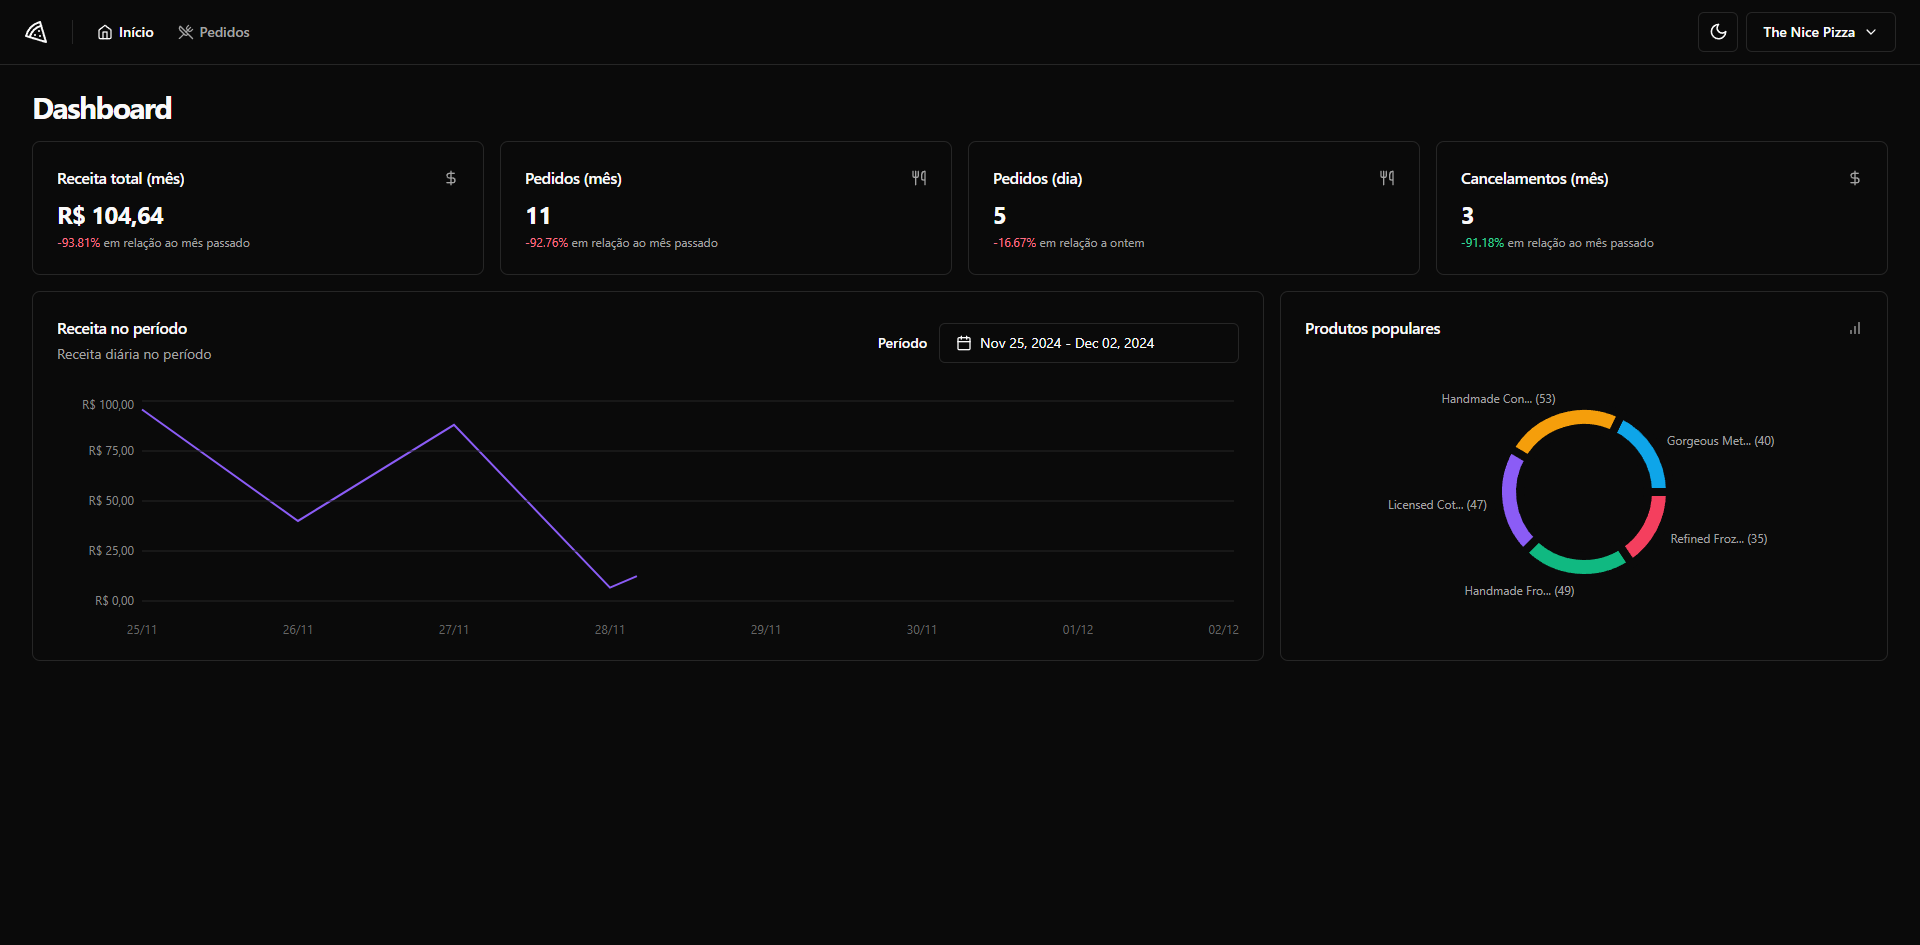 Início
Pedidos
The Nice Pizza
Dashboard
Receita total (mês)
R$ 104,64
-93.81% em relação ao mês passado
Pedidos (mês)
11
-92.76% em relação ao mês passado
Pedidos (dia)
5
-16.67% em relação a ontem
Cancelamentos (mês)
3
-91.18% em relação ao mês passado
Receita no período
Receita diária no período
Período
Nov 25, 2024 - Dec 02, 2024
R$ 100,00
R$ 75,00
R$ 50,00
R$ 25,00
R$ 0,00
25/11
26/11
27/11
28/11
29/11
30/11
01/12
02/12
Produtos populares
Handmade Con... (53)
Gorgeous Met... (40)
Licensed Cot... (47)
Refined Froz... (35)
Handmade Fro... (49)